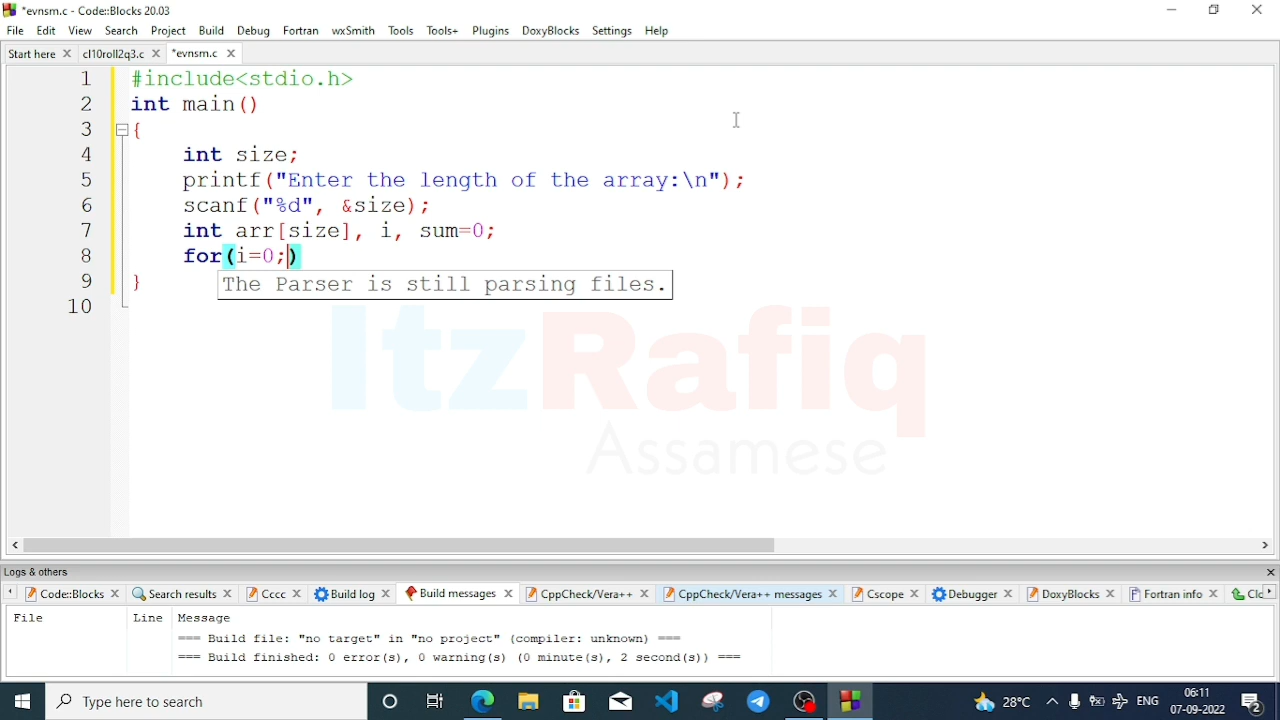 *evnsm.c - Code::Blocks 20.03
File Edit View Search Project Build Debug Fortran wxSmith Tools Tools+ Plugins DoxyBlocks Settings Help
Start here cl10roll2q3.c *evnsm.c
1 #include<stdio.h>
2 int main()
3 {
4 int size;
5 printf("Enter the length of the array:\n");
6 scanf("%d", &size);
7 int arr[size], i, sum=0;
8 for(i=0;)
9 }
The Parser is still parsing files.
10
ItzRafiq
Assamese
Logs & others
Code::Blocks Search results Cccc Build log Build messages CppCheck/Vera++ CppCheck/Vera++ messages Cscope Debugger DoxyBlocks Fortran info Clo
File Line Message
=== Build file: "no target" in "no project" (compiler: unknown) ===
=== Build finished: 0 error(s), 0 warning(s) (0 minute(s), 2 second(s)) ===
Type here to search 28°C ENG 06:11
07-09-2022 2